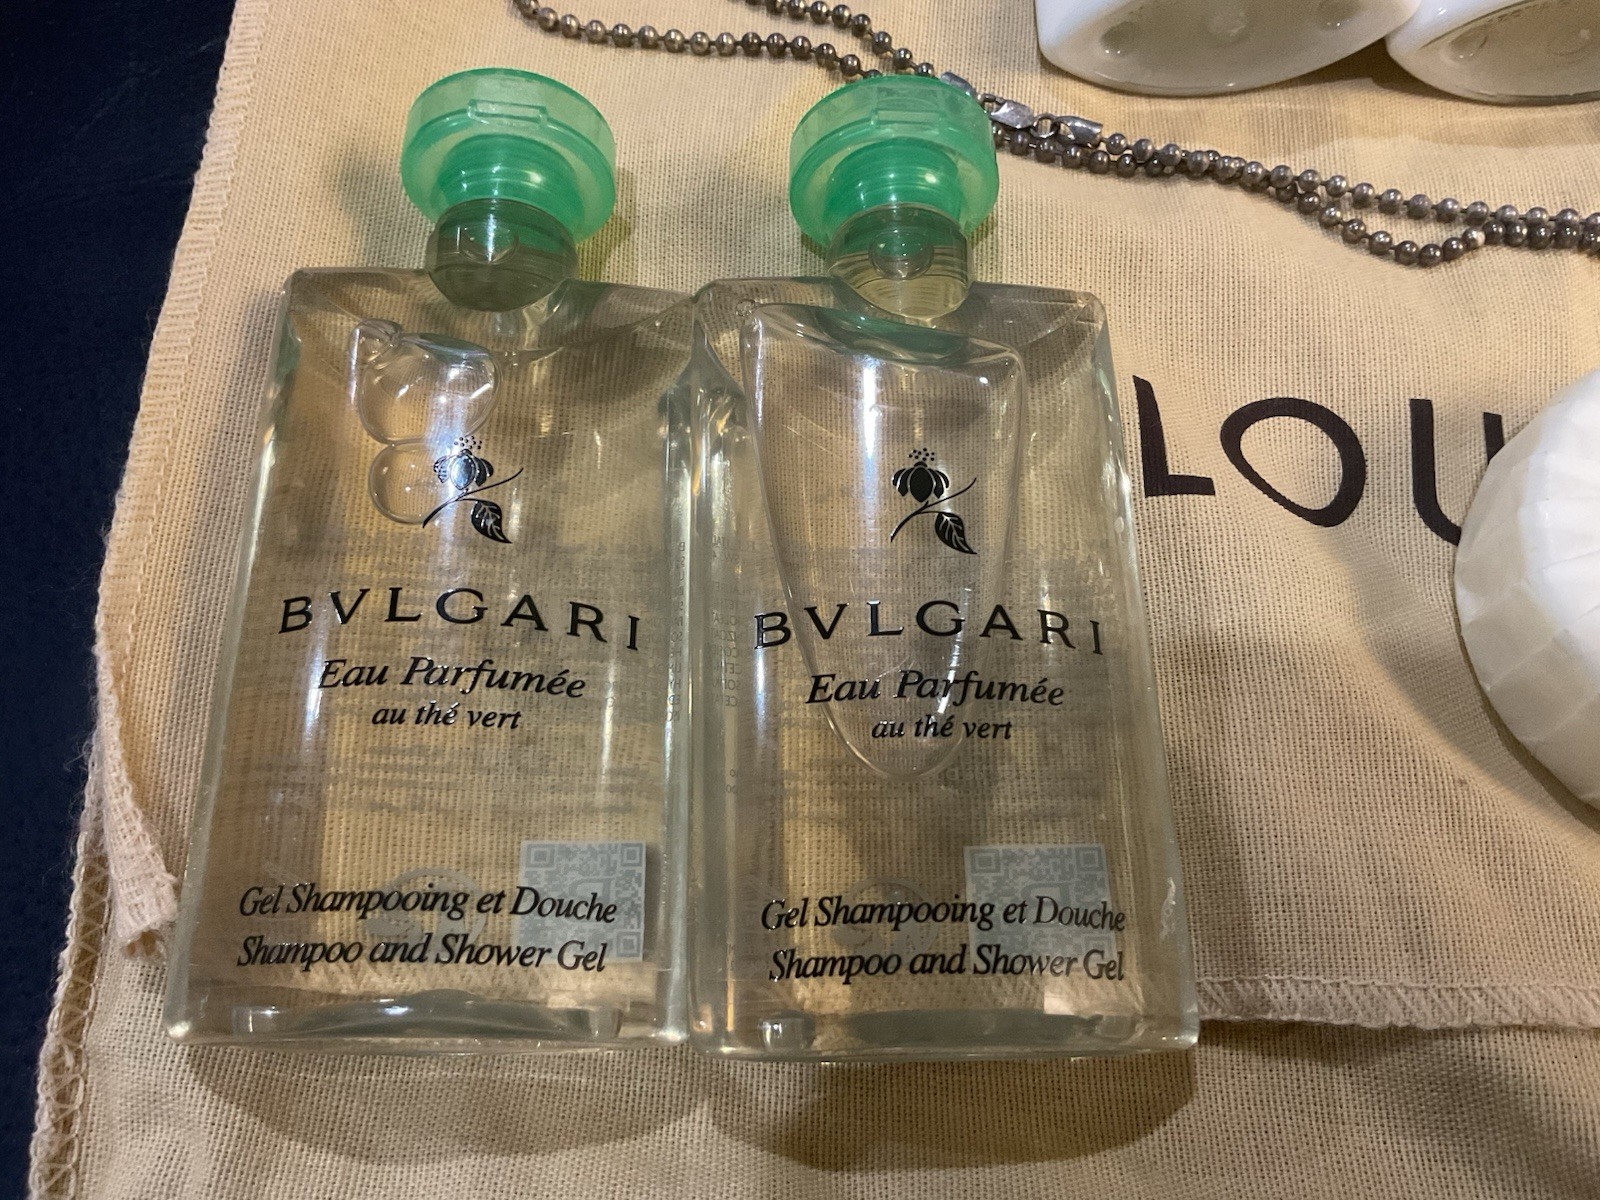 BVLGARI
Eau Parfumée
au thé vert
Gel Shampooing et Douche
Shampoo and Shower Gel
BVLGARI
Eau Parfumée
au thé vert
Gel Shampooing et Douche
Shampoo and Shower Gel
LOU